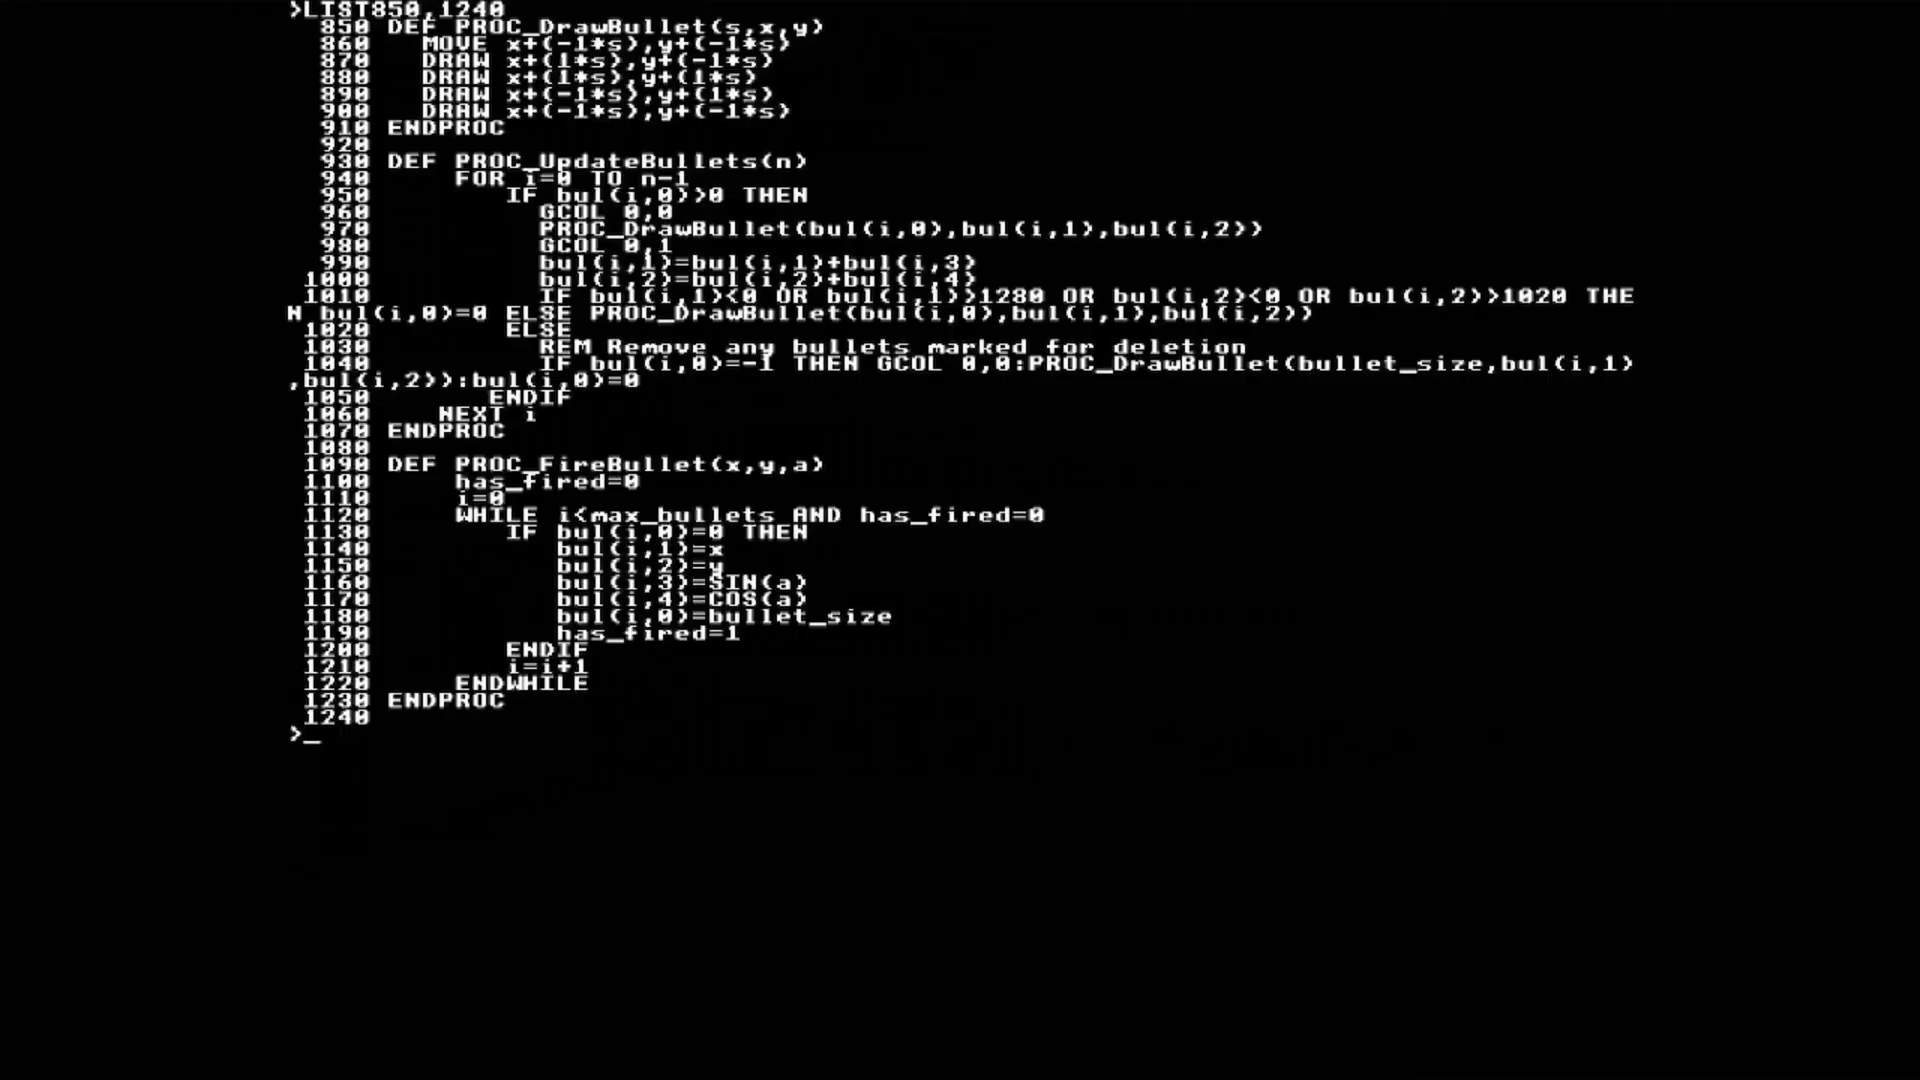 >LIST850,1240
850 DEF PROC_DrawBullet(s,x,y)
860 MOVE x+(-1*s),y+(-1*s)
870 DRAW x+(1*s),y+(-1*s)
880 DRAW x+(1*s),y+(1*s)
890 DRAW x+(-1*s),y+(1*s)
900 DRAW x+(-1*s),y+(-1*s)
910 ENDPROC
920
930 DEF PROC_UpdateBullets(n)
940 FOR i=0 TO n-1
950 IF bul(i,0)>0 THEN
960 GCOL 0,0
970 PROC_DrawBullet(bul(i,0),bul(i,1),bul(i,2))
980 GCOL 0,1
990 bul(i,1)=bul(i,1)+bul(i,3)
1000 bul(i,2)=bul(i,2)+bul(i,4)
1010 IF bul(i,1)<0 OR bul(i,1)>1280 OR bul(i,2)<0 OR bul(i,2)>1020 THE
N bul(i,0)=0 ELSE PROC_DrawBullet(bul(i,0),bul(i,1),bul(i,2))
1020 ELSE
1030 REM Remove any bullets marked for deletion
1040 IF bul(i,0)=-1 THEN GCOL 0,0:PROC_DrawBullet(bullet_size,bul(i,1)
,bul(i,2)):bul(i,0)=0
1050 ENDIF
1060 NEXT i
1070 ENDPROC
1080
1090 DEF PROC_FireBullet(x,y,a)
1100 has_fired=0
1110 i=0
1120 WHILE i<max_bullets AND has_fired=0
1130 IF bul(i,0)=0 THEN
1140 bul(i,1)=x
1150 bul(i,2)=y
1160 bul(i,3)=SIN(a)
1170 bul(i,4)=COS(a)
1180 bul(i,0)=bullet_size
1190 has_fired=1
1200 ENDIF
1210 i=i+1
1220 ENDWHILE
1230 ENDPROC
1240
>_